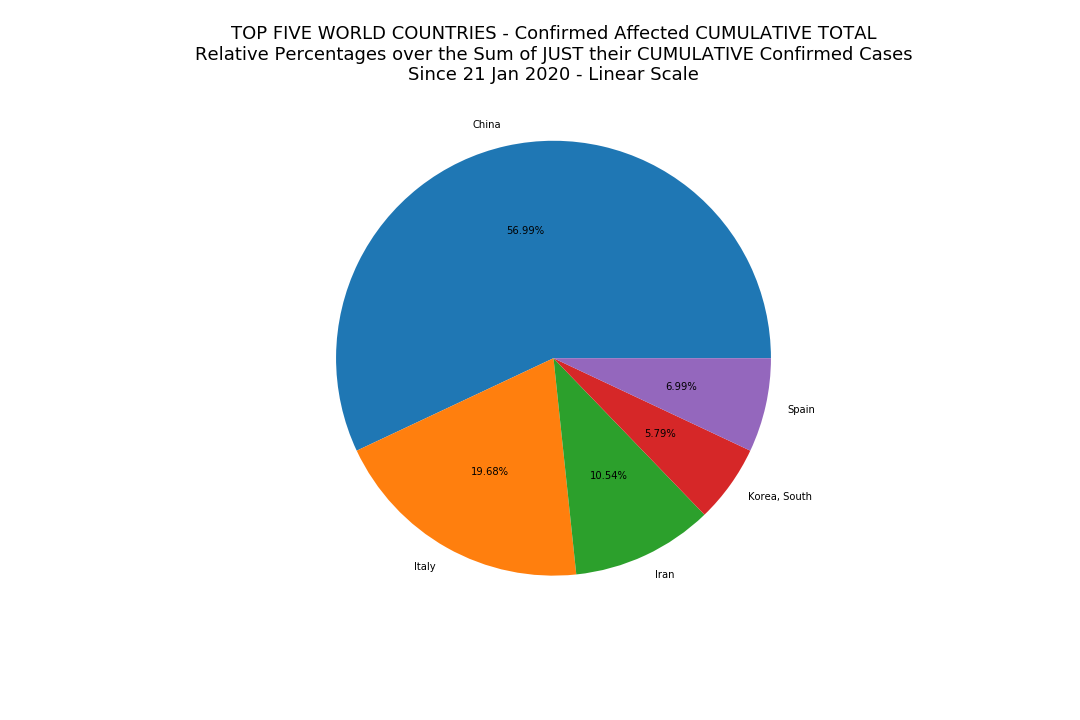 TOP FIVE WORLD COUNTRIES - Confirmed Affected CUMULATIVE TOTAL
Relative Percentages over the Sum of JUST their CUMULATIVE Confirmed Cases
Since 21 Jan 2020 - Linear Scale
China
56.99%
6.99%
Spain
5.79%
19.68%
10.54%
Korea, South
Italy
Iran